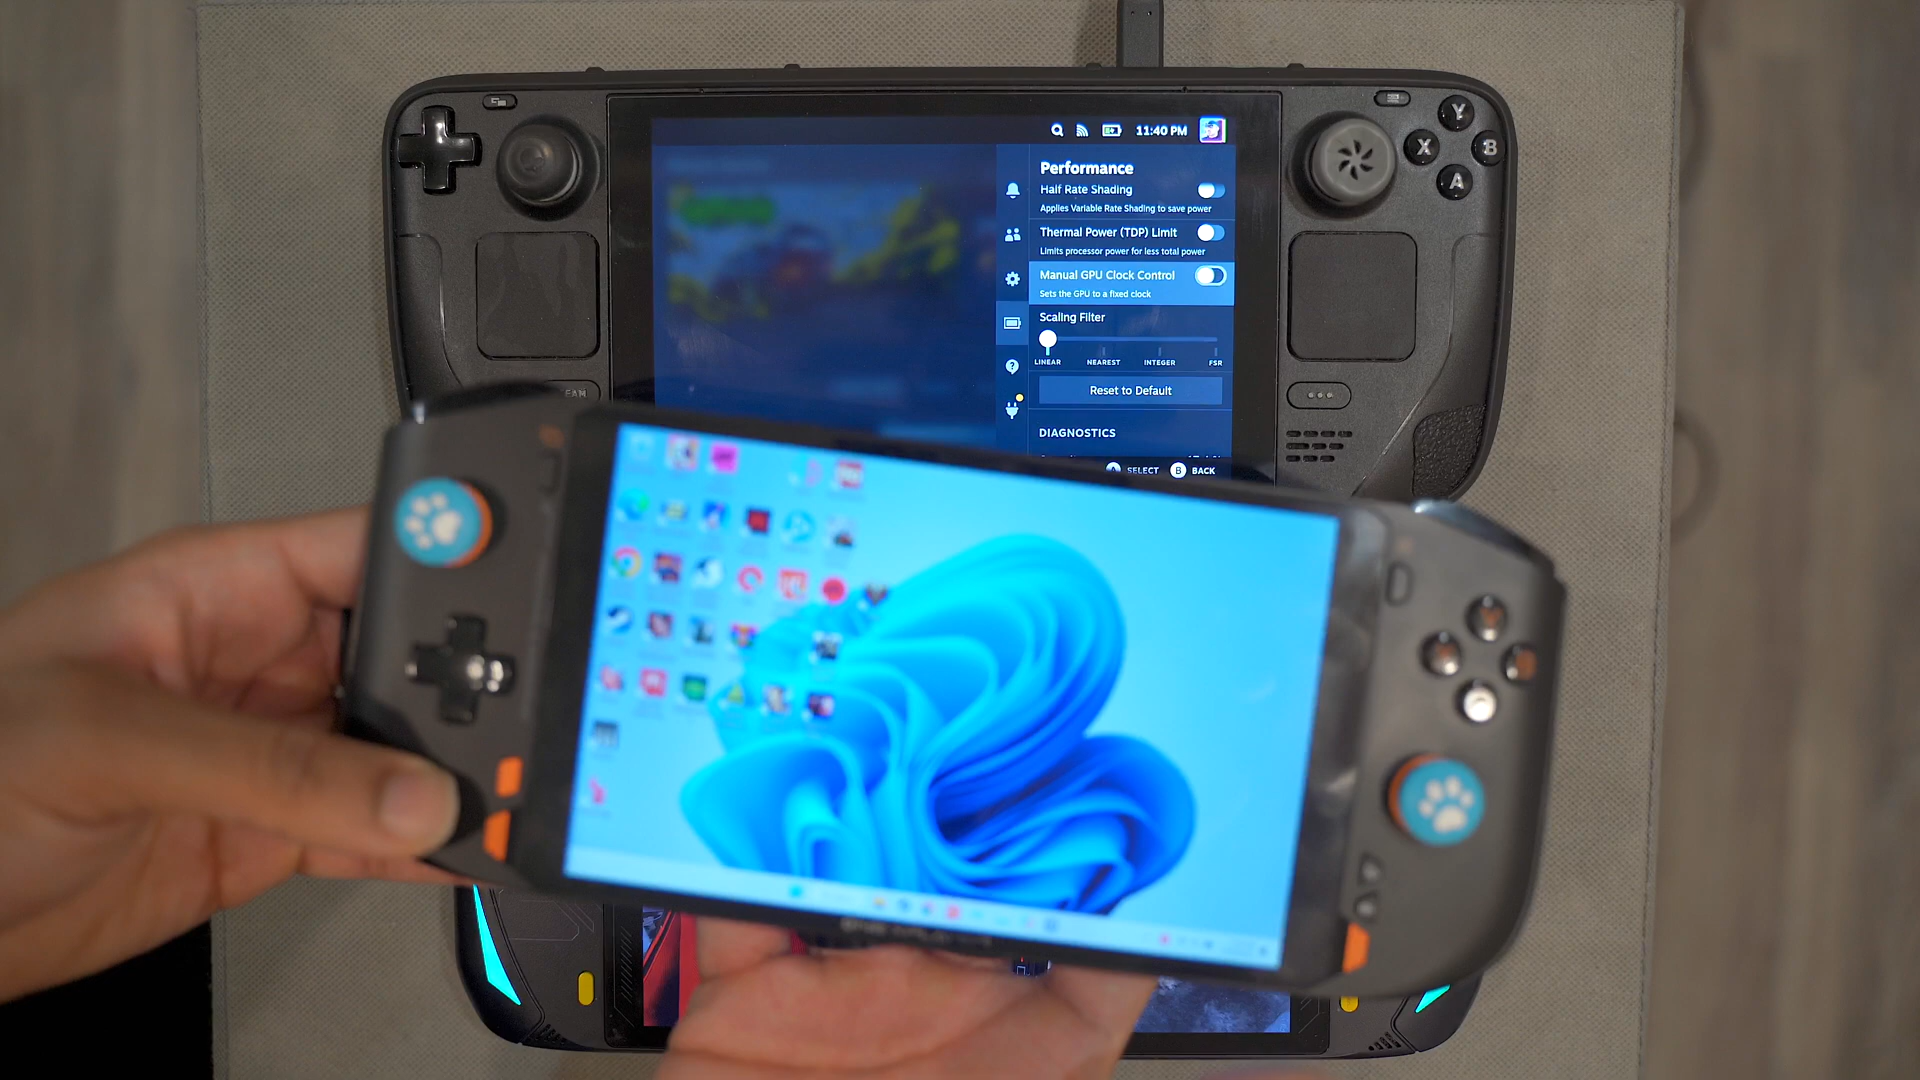 11:40 PM
Performance
Half Rate Shading
Applies Variable Rate Shading to save power
Thermal Power (TDP) Limit
Limits processor power for less total power
Manual GPU Clock Control
Sets the GPU to a fixed clock
Scaling Filter
LINEAR NEAREST INTEGER FSR
Reset to Default
DIAGNOSTICS
A SELECT B BACK
Y
X B
A
EAM